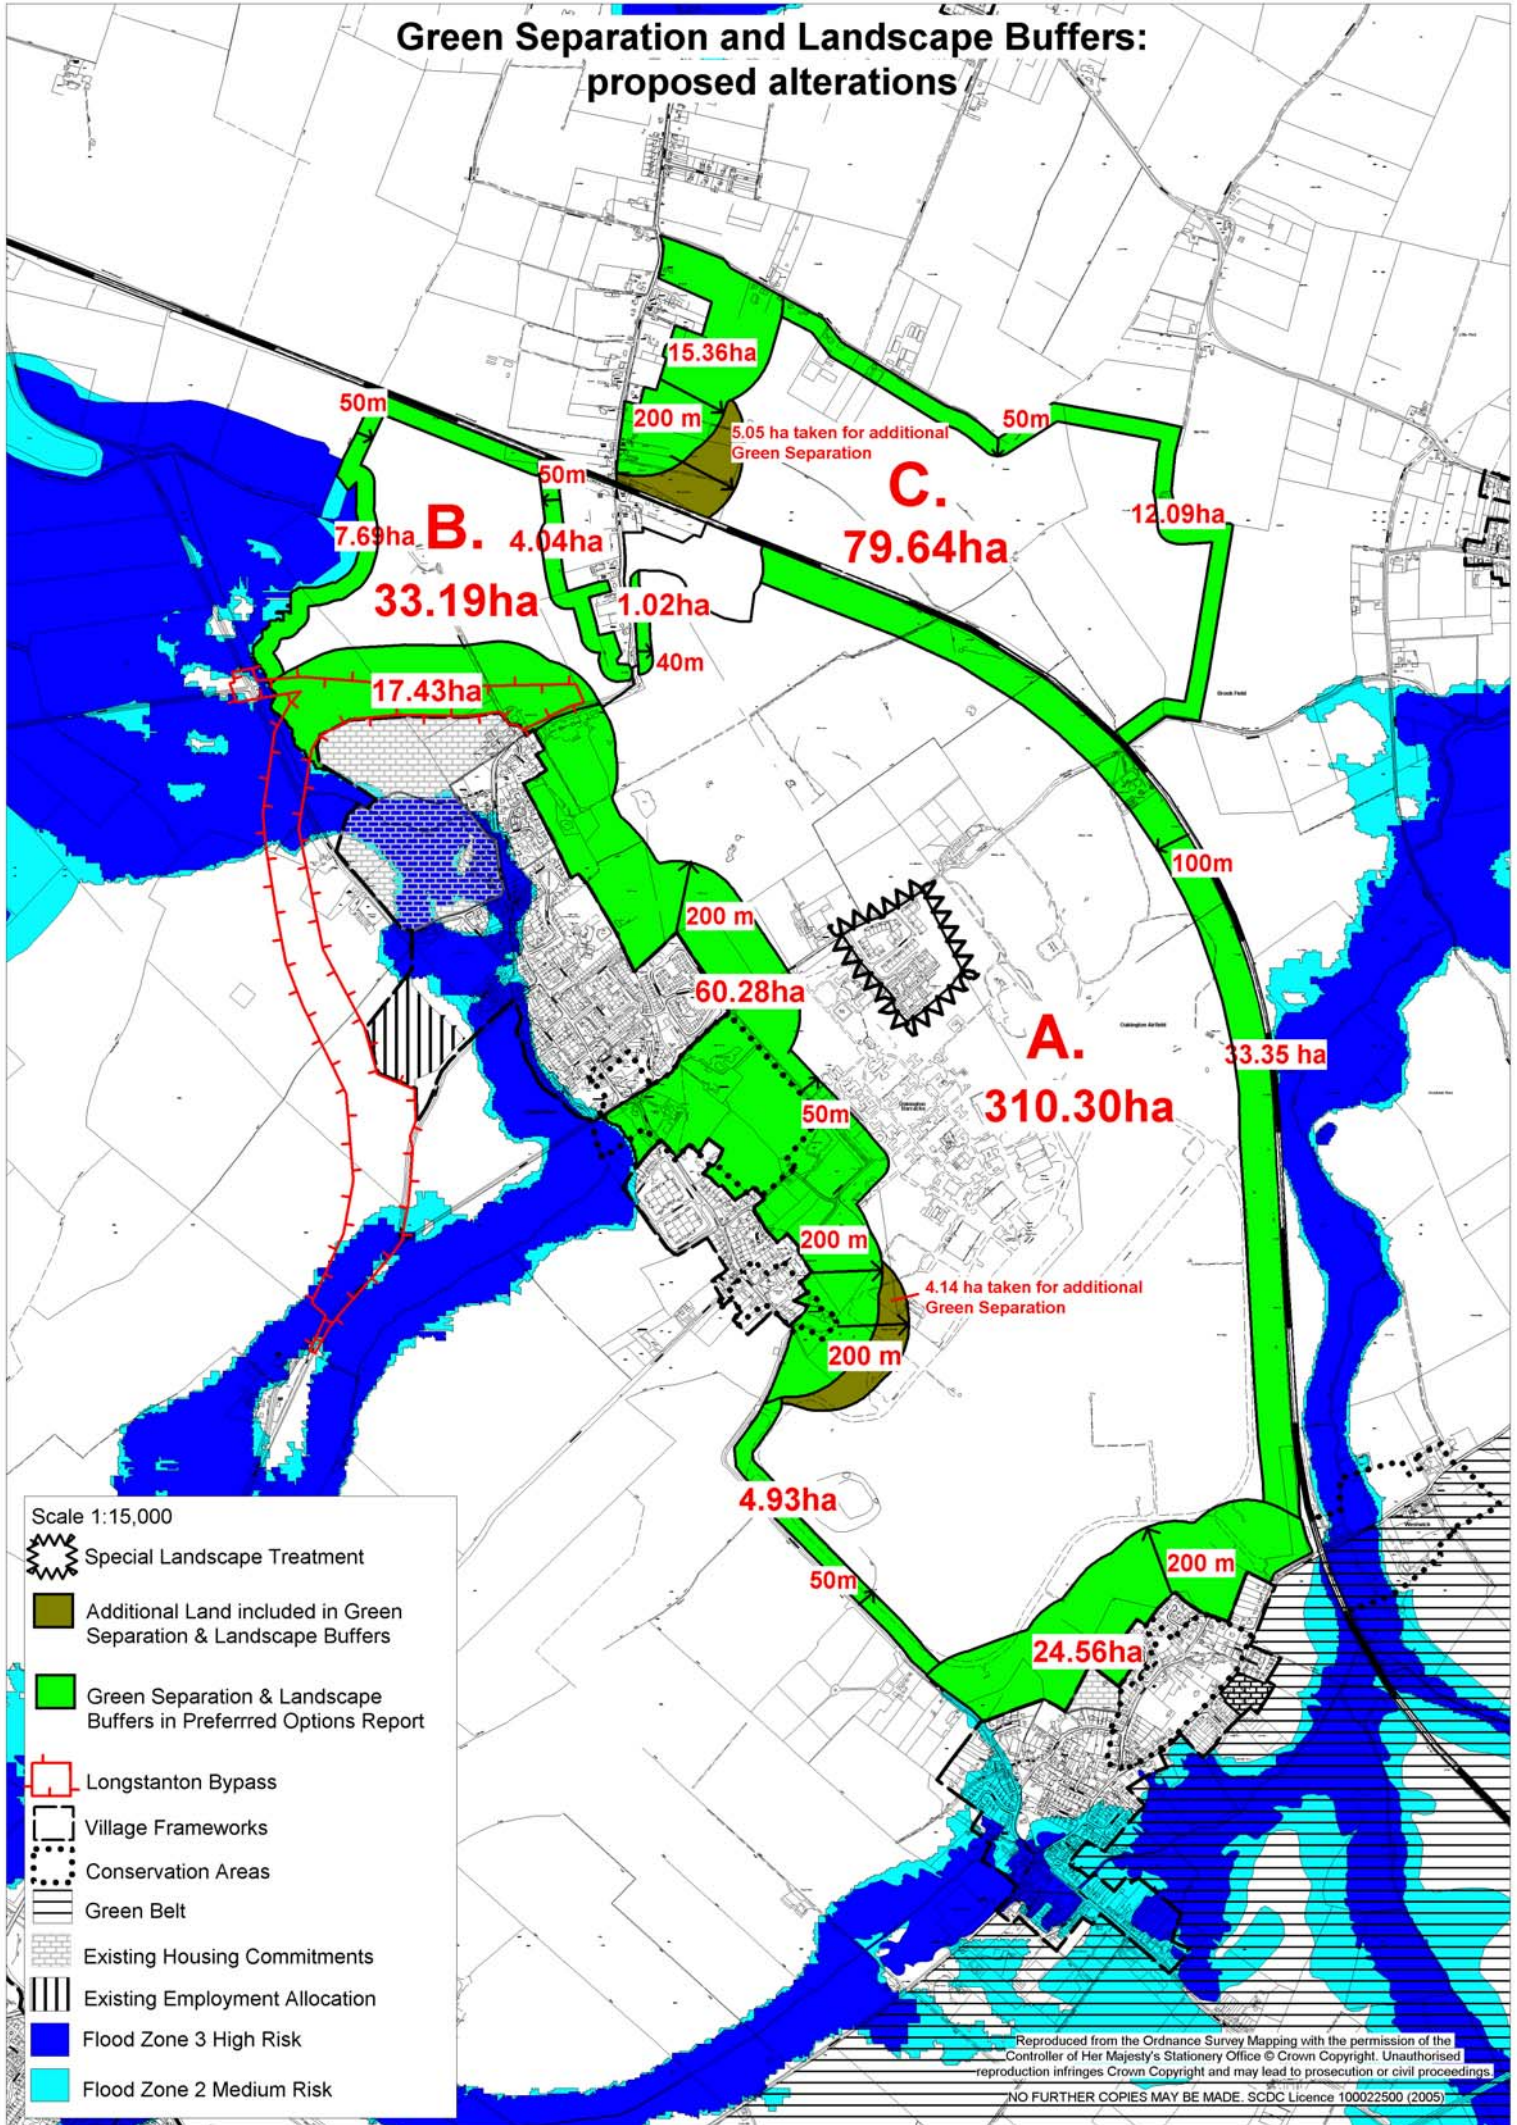 Green Separation and Landscape Buffers:
proposed alterations
15.36ha
50m
200 m
50m
5.05 ha taken for additional
Green Separation
50m
C.
79.64ha
12.09ha
7.69ha
B.
33.19ha
4.04ha
1.02ha
40m
17.43ha
Brook Field
100m
200 m
60.28ha
A.
310.30ha
Oakington Airfield
33.35 ha
50m
200 m
4.14 ha taken for additional
Green Separation
200 m
4.93ha
50m
200 m
24.56ha
Westwick
Scale 1:15,000
Special Landscape Treatment
Additional Land included in Green
Separation & Landscape Buffers
Green Separation & Landscape
Buffers in Preferrred Options Report
Longstanton Bypass
Village Frameworks
Conservation Areas
Green Belt
Existing Housing Commitments
Existing Employment Allocation
Flood Zone 3 High Risk
Flood Zone 2 Medium Risk
Reproduced from the Ordnance Survey Mapping with the permission of the
Controller of Her Majesty's Stationery Office © Crown Copyright. Unauthorised
reproduction infringes Crown Copyright and may lead to prosecution or civil proceedings.
NO FURTHER COPIES MAY BE MADE. SCDC Licence 100022500 (2005)